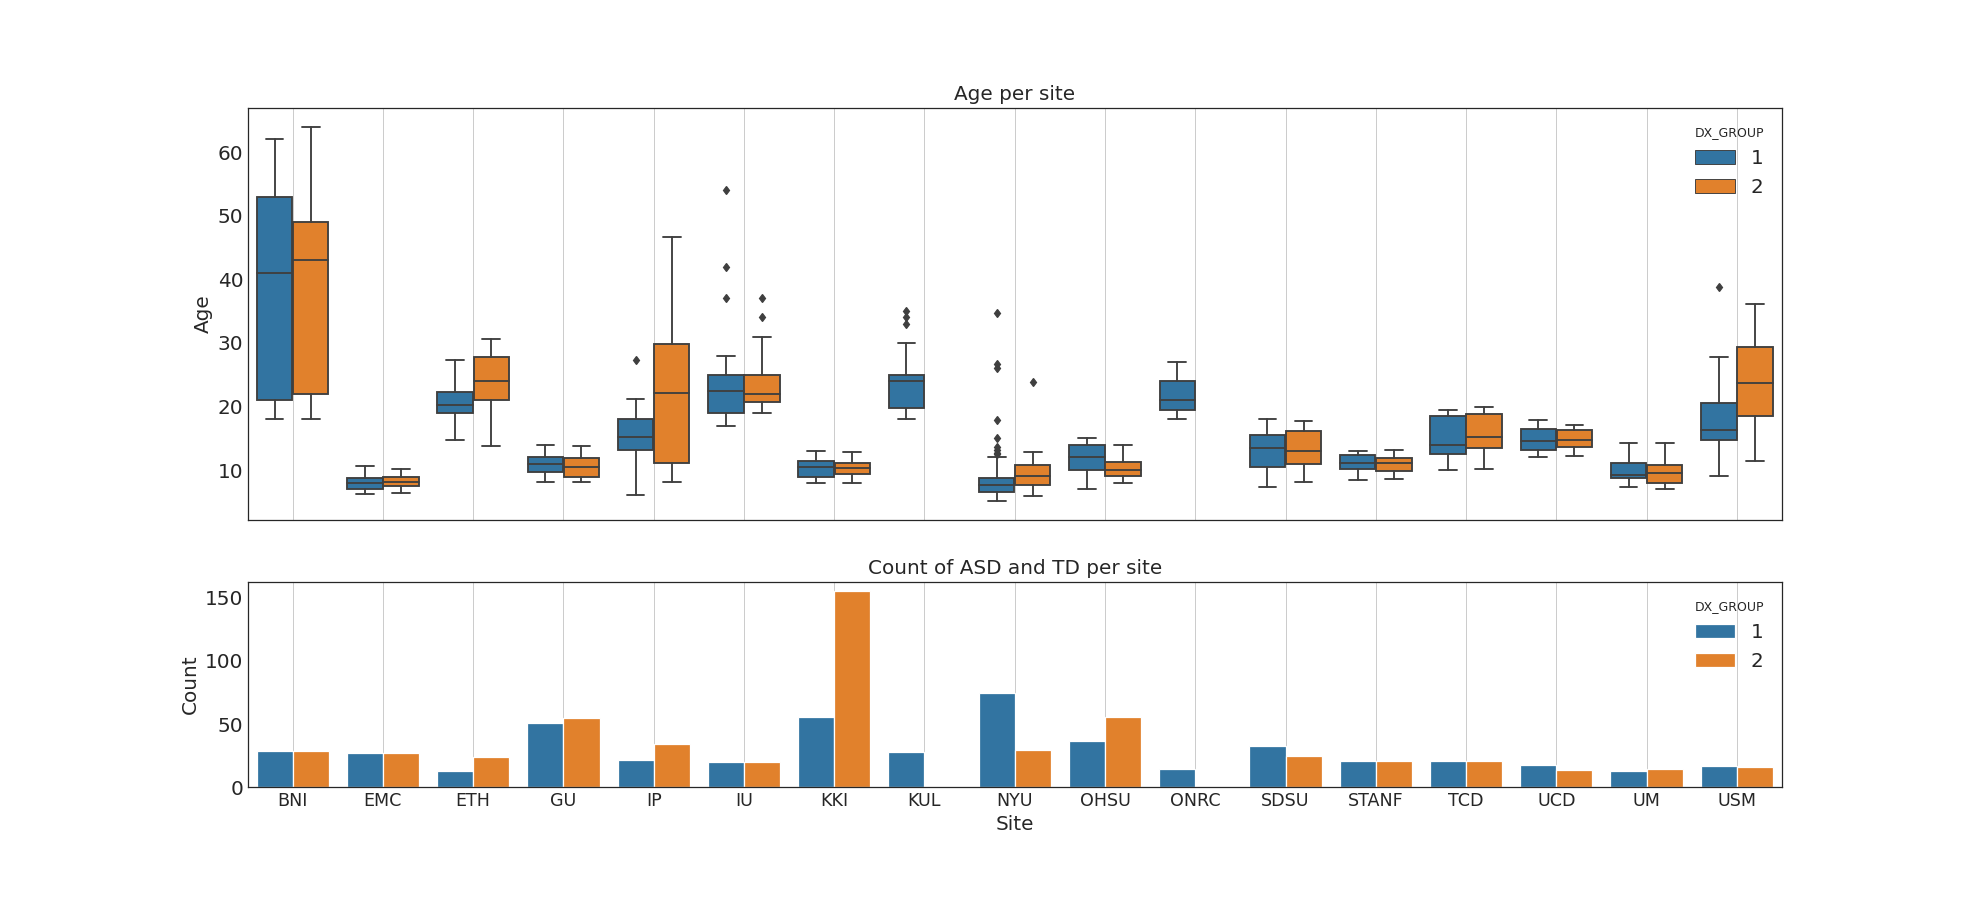 Age per site
Age
60
50
40
30
20
10
DX_GROUP
1
2
Count of ASD and TD per site
Count
150
100
50
0
DX_GROUP
1
2
BNI EMC ETH GU IP IU KKI KUL NYU OHSU ONRC SDSU STANF TCD UCD UM USM
Site